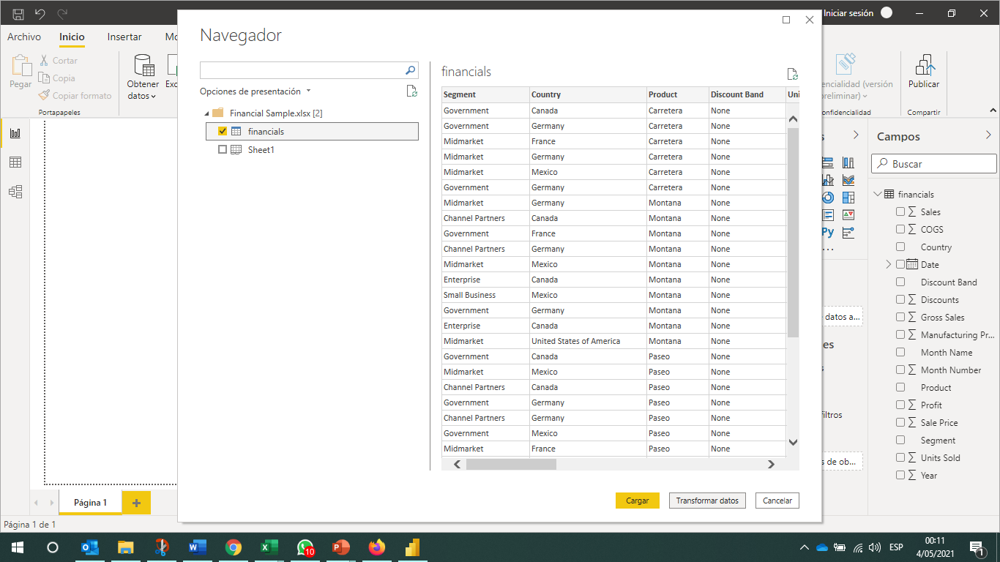 Iniciar sesión
Archivo Inicio Insertar Mo
Pegar
Cortar
Copia
Copiar formato
Portapapeles
Obtener
datos
Exc
encialidad (versión
preliminar)
onfidencialidad
Publicar
Compartir
Navegador
Opciones de presentación
Financial Sample.xlsx [2]
financials
Sheet1
financials
Segment Country Product Discount Band Uni
Government Canada Carretera None
Government Germany Carretera None
Midmarket France Carretera None
Midmarket Germany Carretera None
Midmarket Mexico Carretera None
Government Germany Carretera None
Midmarket Germany Montana None
Channel Partners Canada Montana None
Government France Montana None
Channel Partners Germany Montana None
Midmarket Mexico Montana None
Enterprise Canada Montana None
Small Business Mexico Montana None
Government Germany Montana None
Enterprise Canada Montana None
Midmarket United States of America Montana None
Government Canada Paseo None
Midmarket Mexico Paseo None
Channel Partners Canada Paseo None
Government Germany Paseo None
Channel Partners Germany Paseo None
Government Mexico Paseo None
Midmarket France Paseo None
Cargar Transformar datos Cancelar
s
Py
datos a...
es
s
filtros
s de ob...
Campos
Buscar
financials
Sales
COGS
Country
Date
Discount Band
Discounts
Gross Sales
Manufacturing Pr...
Month Name
Month Number
Product
Profit
Sale Price
Segment
Units Sold
Year
Página 1
Página 1 de 1
10
ESP
00:11
4/05/2021
1